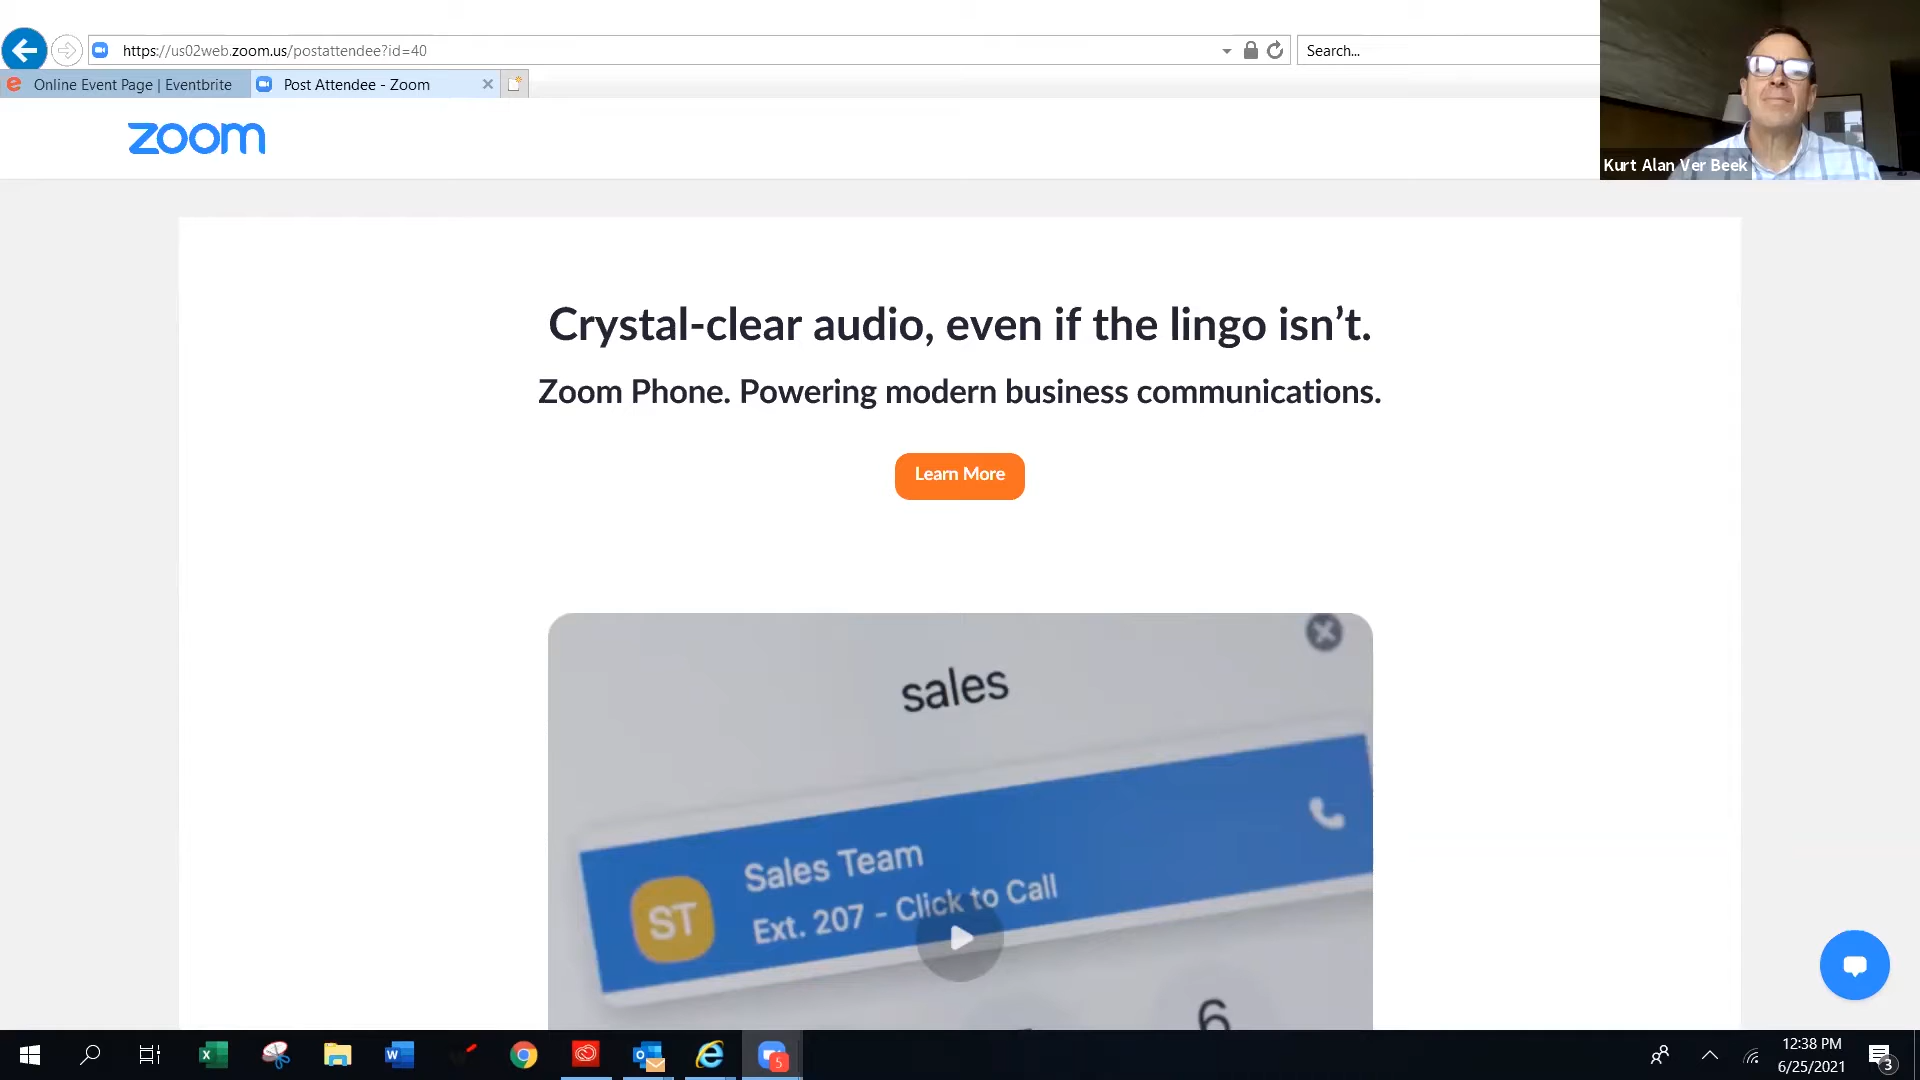 https://us02web.zoom.us/postattendee?id=40
Search...
Online Event Page | Eventbrite
Post Attendee - Zoom
zoom
Kurt Alan Ver Beek
Crystal-clear audio, even if the lingo isn’t.
Zoom Phone. Powering modern business communications.
Learn More
sales
ST
Sales Team
Ext. 207 - Click to Call
6
5
12:38 PM
6/25/2021
3